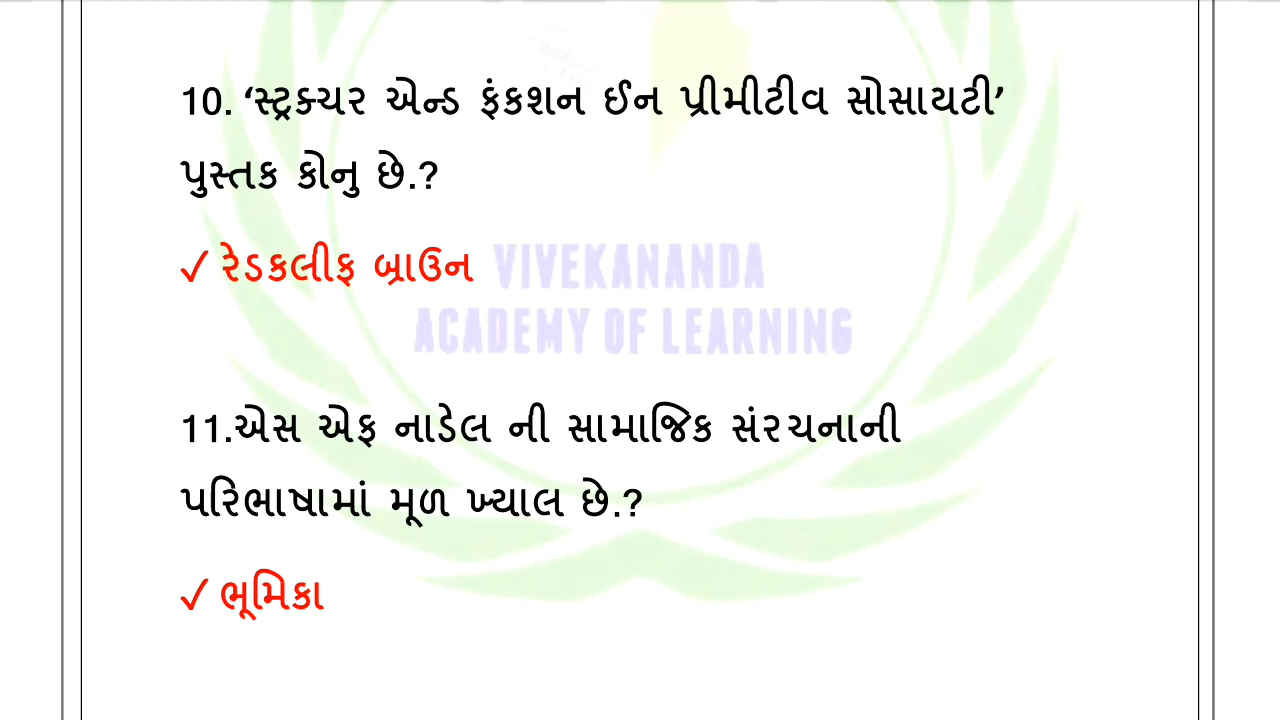 10. ‘સ્ટ્રક્ચર એન્ડ ફંકશન ઈન પ્રીમીટીવ સોસાયટી’
પુસ્તક કોનુ છે.?
✓ રેડકલીફ બ્રાઉન
VIVEKANANDA
ACADEMY OF LEARNING
11.એસ એફ નાડેલ ની સામાજિક સંરચનાની
પરિભાષામાં મૂળ ખ્યાલ છે.?
✓ ભૂમિકા